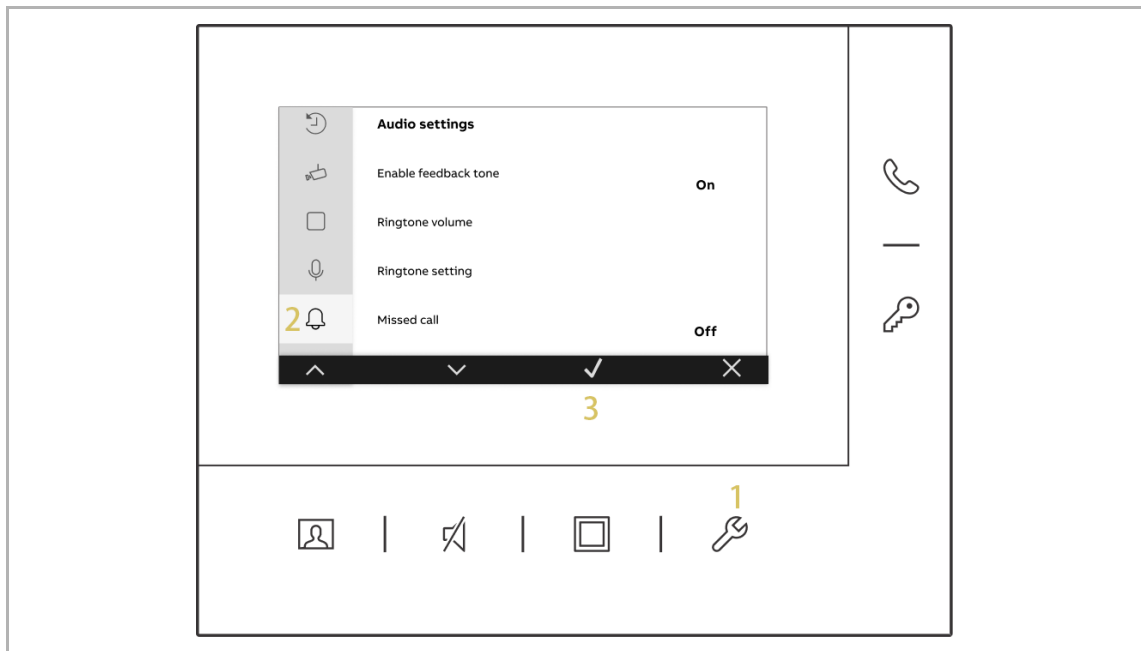 Audio settings
Enable feedback tone
On
Ringtone volume
Ringtone setting
2
Missed call
Off
3
1